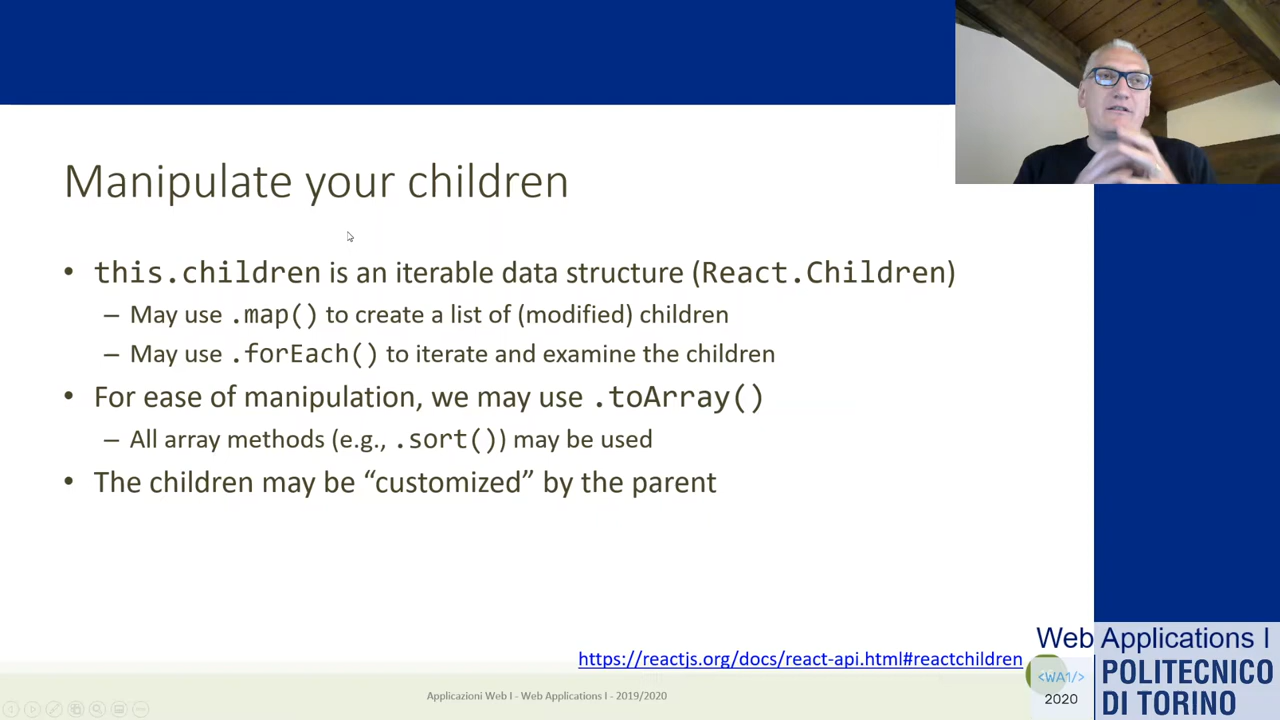 Manipulate your children
• this.children is an iterable data structure (React.Children)
– May use .map() to create a list of (modified) children
– May use .forEach() to iterate and examine the children
• For ease of manipulation, we may use .toArray()
– All array methods (e.g., .sort()) may be used
• The children may be “customized” by the parent
https://reactjs.org/docs/react-api.html#reactchildren
Applicazioni Web I - Web Applications I - 2019/2020
Web Applications I
<WA1/>
2020
POLITECNICO
DI TORINO